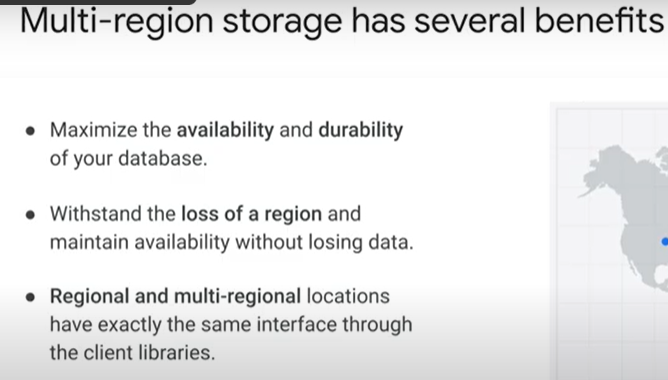 Multi-region storage has several benefits
● Maximize the availability and durability
of your database.
● Withstand the loss of a region and
maintain availability without losing data.
● Regional and multi-regional locations
have exactly the same interface through
the client libraries.